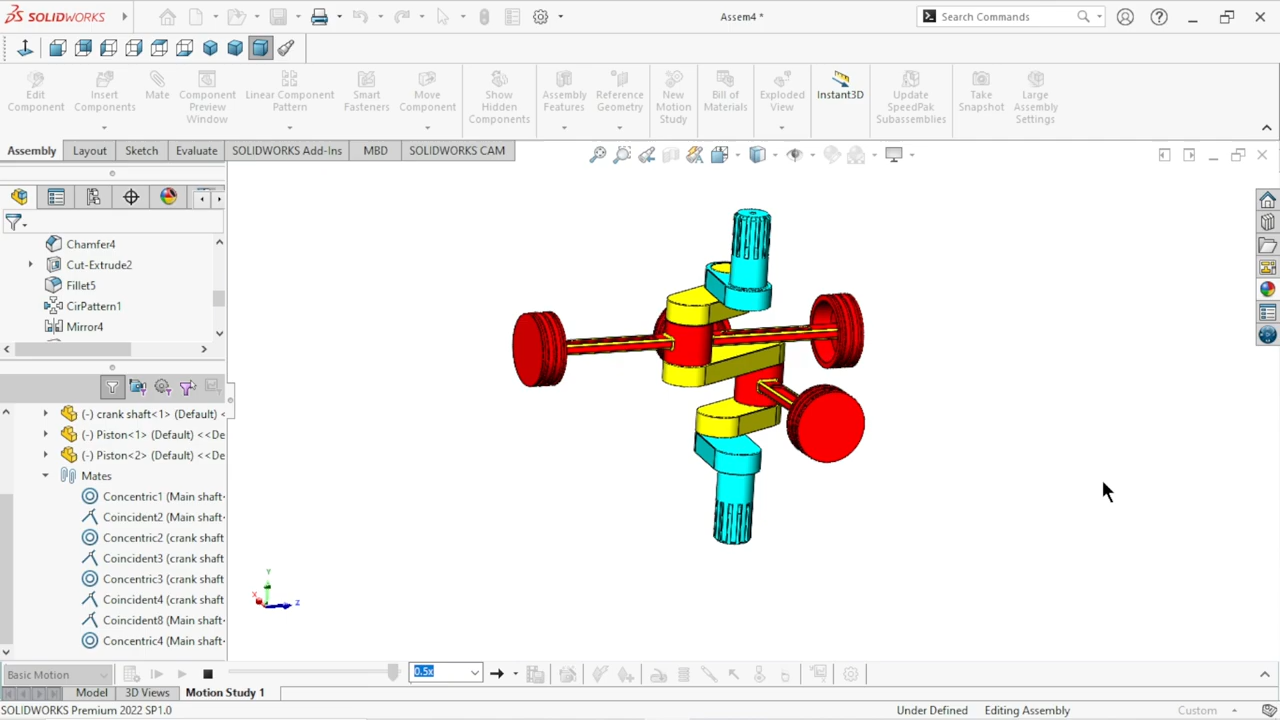 SOLIDWORKS
Assem4 *
Search Commands
Edit Component
Insert Components
Mate
Component Preview Window
Linear Component Pattern
Smart Fasteners
Move Component
Show Hidden Components
Assembly Features
Reference Geometry
New Motion Study
Bill of Materials
Exploded View
Instant3D
Update SpeedPak Subassemblies
Take Snapshot
Large Assembly Settings
Assembly
Layout
Sketch
Evaluate
SOLIDWORKS Add-Ins
MBD
SOLIDWORKS CAM
Chamfer4
Cut-Extrude2
Fillet5
CirPattern1
Mirror4
(-) crank shaft<1> (Default) <
(-) Piston<1> (Default) <<De
(-) Piston<2> (Default) <<De
Mates
Concentric1 (Main shaft
Coincident2 (Main shaft
Concentric2 (crank shaft
Coincident3 (crank shaft
Concentric3 (crank shaft
Coincident4 (crank shaft
Coincident8 (Main shaft
Concentric4 (crank shaft
Y
X
Z
Basic Motion
0.5x
Model
3D Views
Motion Study 1
SOLIDWORKS Premium 2022 SP1.0
Under Defined
Editing Assembly
Custom